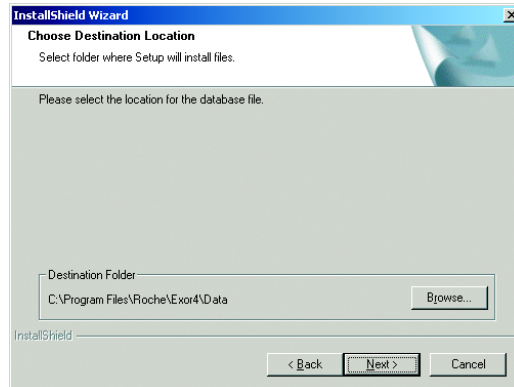 InstallShield Wizard
Choose Destination Location
Select folder where Setup will install files.
Please select the location for the database file.
Destination Folder
C:\Program Files\Roche\Exor4\Data
Browse...
InstallShield
< Back
Next >
Cancel